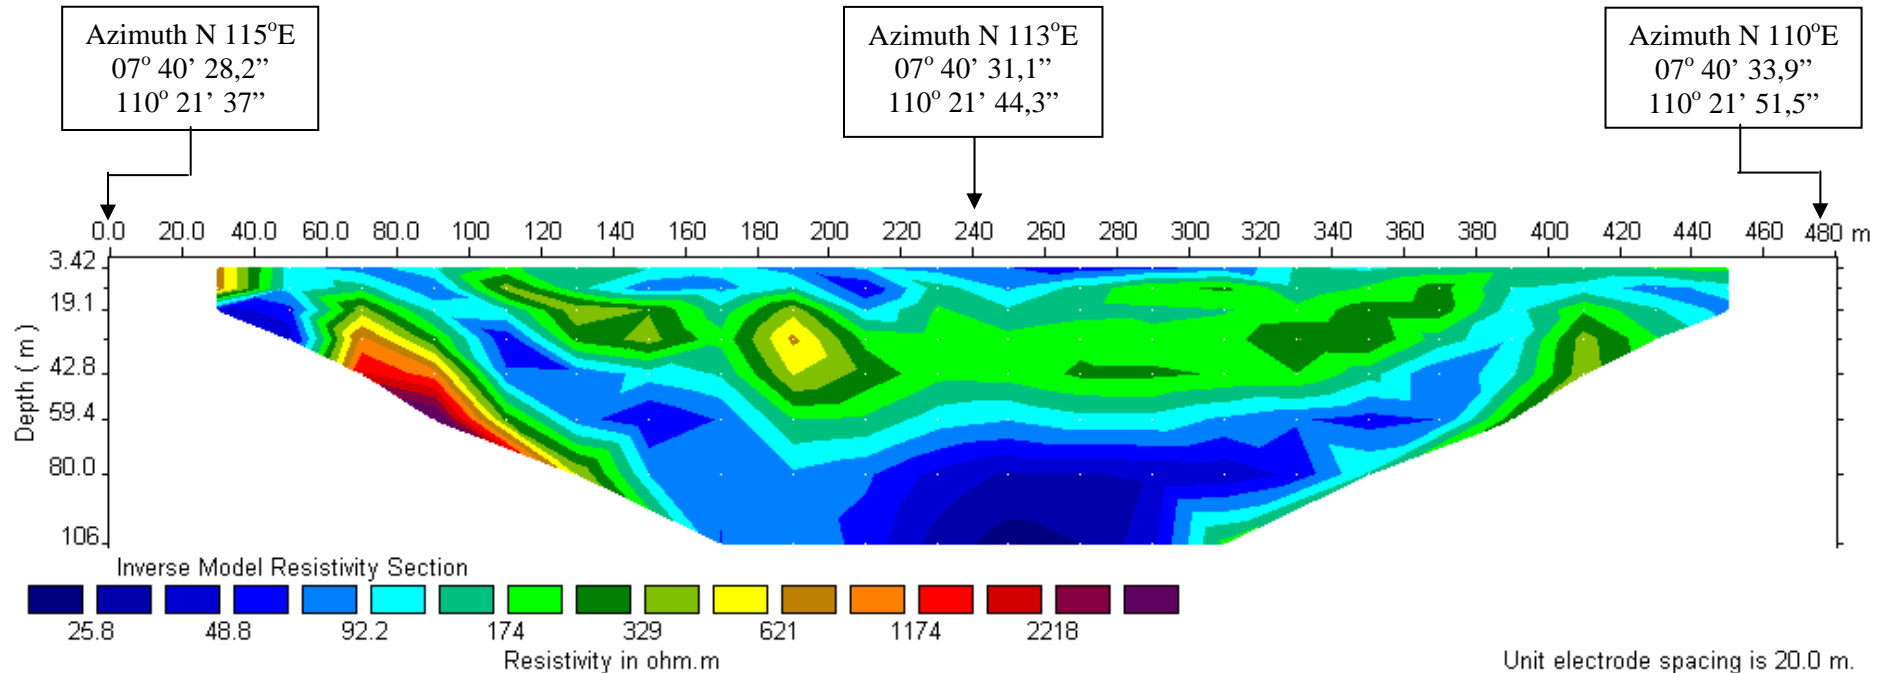 Azimuth N 115°E
07° 40’ 28,2”
110° 21’ 37”
Azimuth N 113°E
07° 40’ 31,1”
110° 21’ 44,3”
Azimuth N 110°E
07° 40’ 33,9”
110° 21’ 51,5”
0.0 20.0 40.0 60.0 80.0 100 120 140 160 180 200 220 240 260 280 300 320 340 360 380 400 420 440 460 480 m
3.42
19.1
42.8
59.4
80.0
106.
Depth ( m )
Inverse Model Resistivity Section
25.8 48.8 92.2 174 329 621 1174 2218
Resistivity in ohm.m
Unit electrode spacing is 20.0 m.